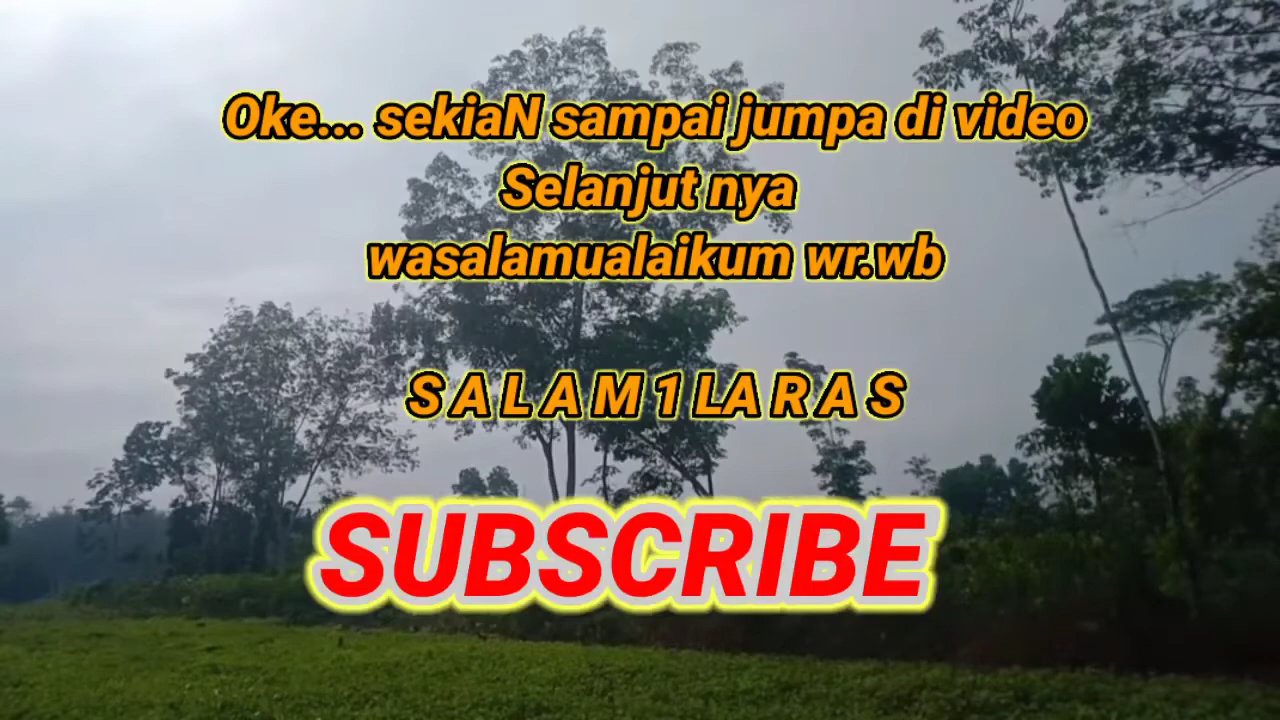 Oke... sekiaN sampai jumpa di video
Selanjut nya
wasalamualaikum wr.wb
S A L A M 1 LA R A S
SUBSCRIBE